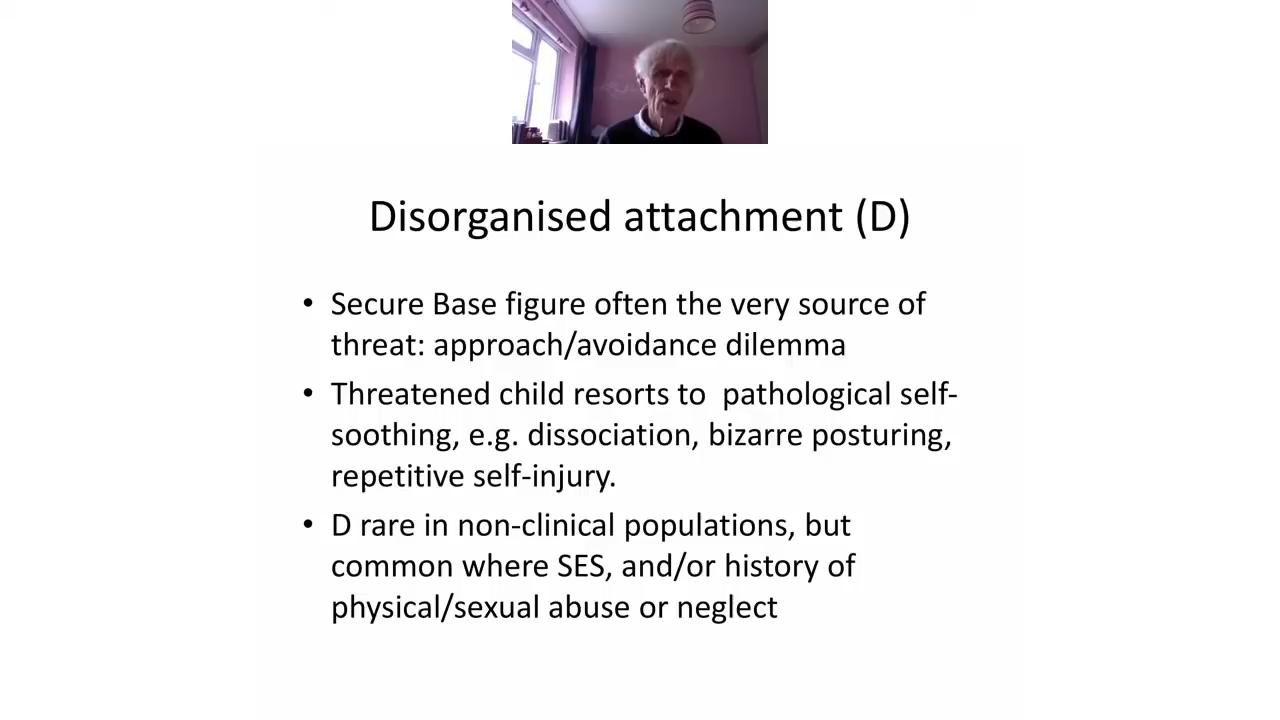 Disorganised attachment (D)
• Secure Base figure often the very source of
threat: approach/avoidance dilemma
• Threatened child resorts to  pathological self-
soothing, e.g. dissociation, bizarre posturing,
repetitive self-injury.
• D rare in non-clinical populations, but
common where SES, and/or history of
physical/sexual abuse or neglect